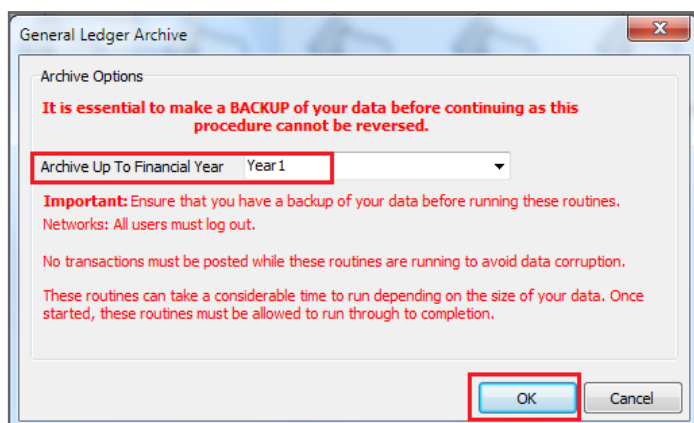 General Ledger Archive
Archive Options
It is essential to make a BACKUP of your data before continuing as this
procedure cannot be reversed.
Archive Up To Financial Year Year1
Important: Ensure that you have a backup of your data before running these routines.
Networks: All users must log out.
No transactions must be posted while these routines are running to avoid data corruption.
These routines can take a considerable time to run depending on the size of your data. Once
started, these routines must be allowed to run through to completion.
OK Cancel